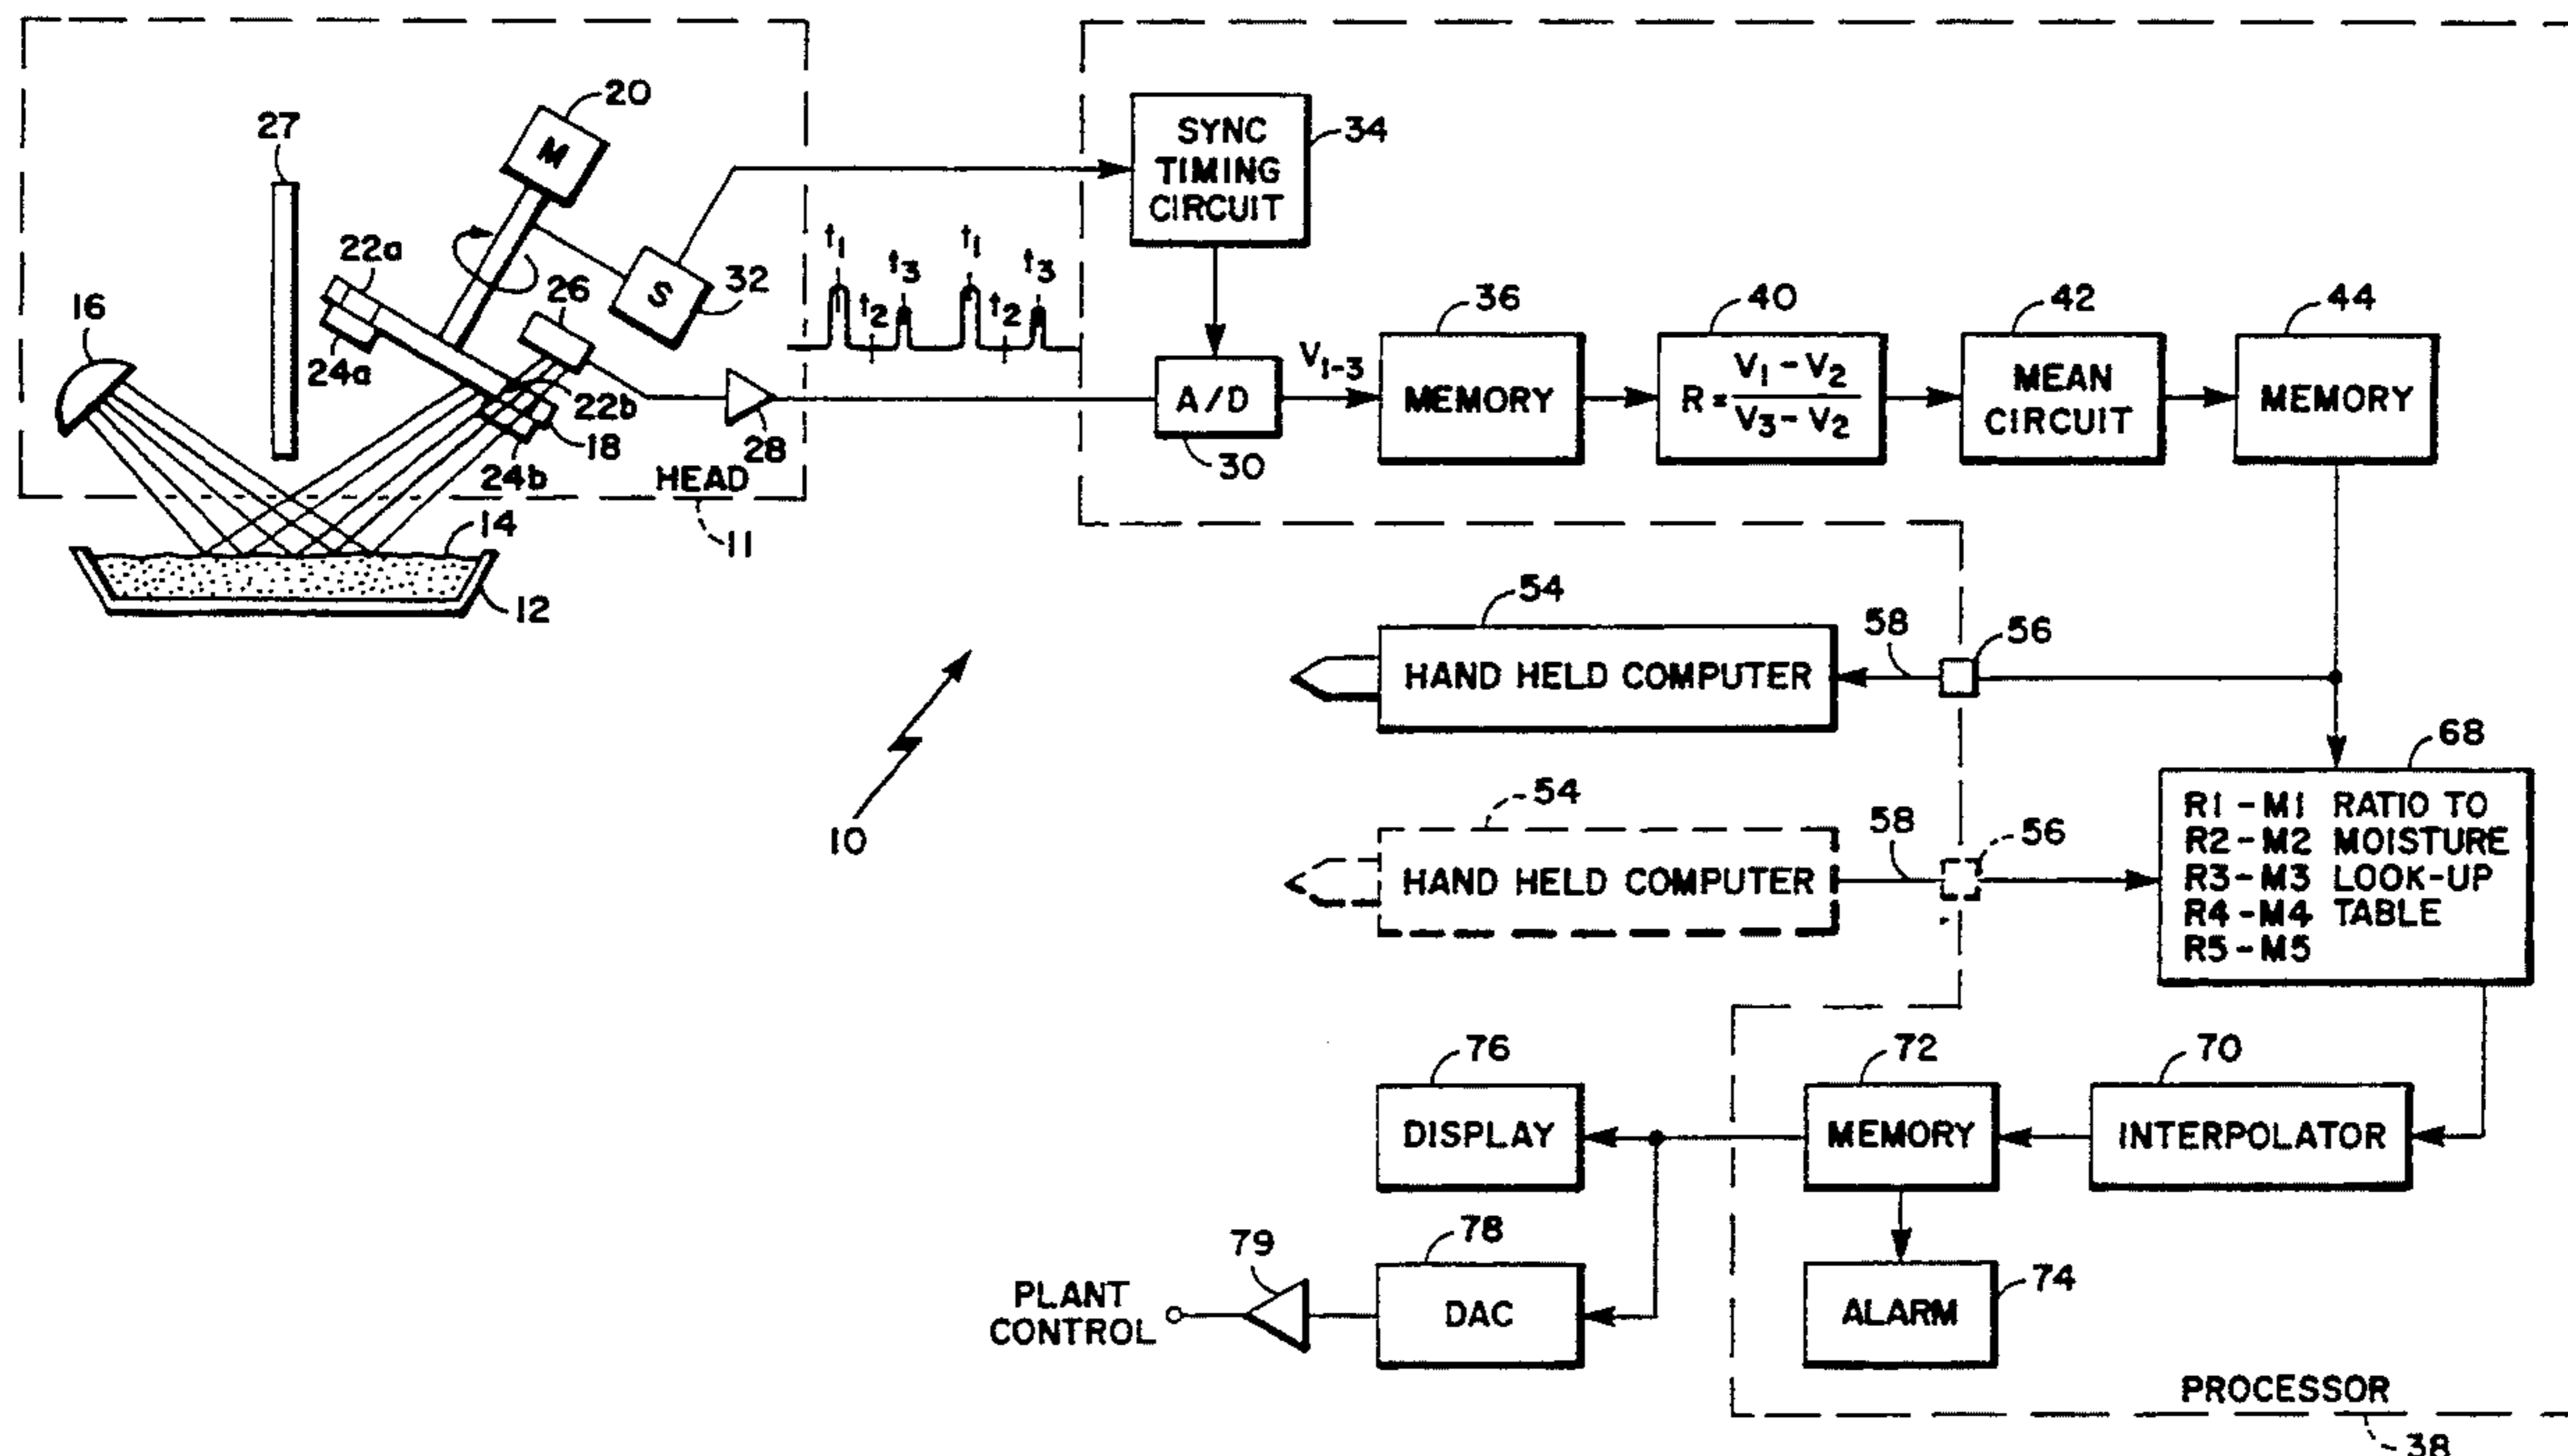 20
M
27
22a
16
24a
26
S
32
22b
18
24b
28
HEAD
11
14
12
t1
t2
t3
t1
t2
t3
SYNC
TIMING
CIRCUIT
34
A/D
30
V1-3
36
MEMORY
40
R = V1 - V2 / V3 - V2
42
MEAN
CIRCUIT
44
MEMORY
54
HAND HELD COMPUTER
58
56
10
54
HAND HELD COMPUTER
58
56
68
R1 - M1 RATIO TO
R2 - M2 MOISTURE
R3 - M3 LOOK-UP
R4 - M4 TABLE
R5 - M5
76
DISPLAY
72
MEMORY
70
INTERPOLATOR
79
PLANT
CONTROL
78
DAC
ALARM
74
PROCESSOR
38